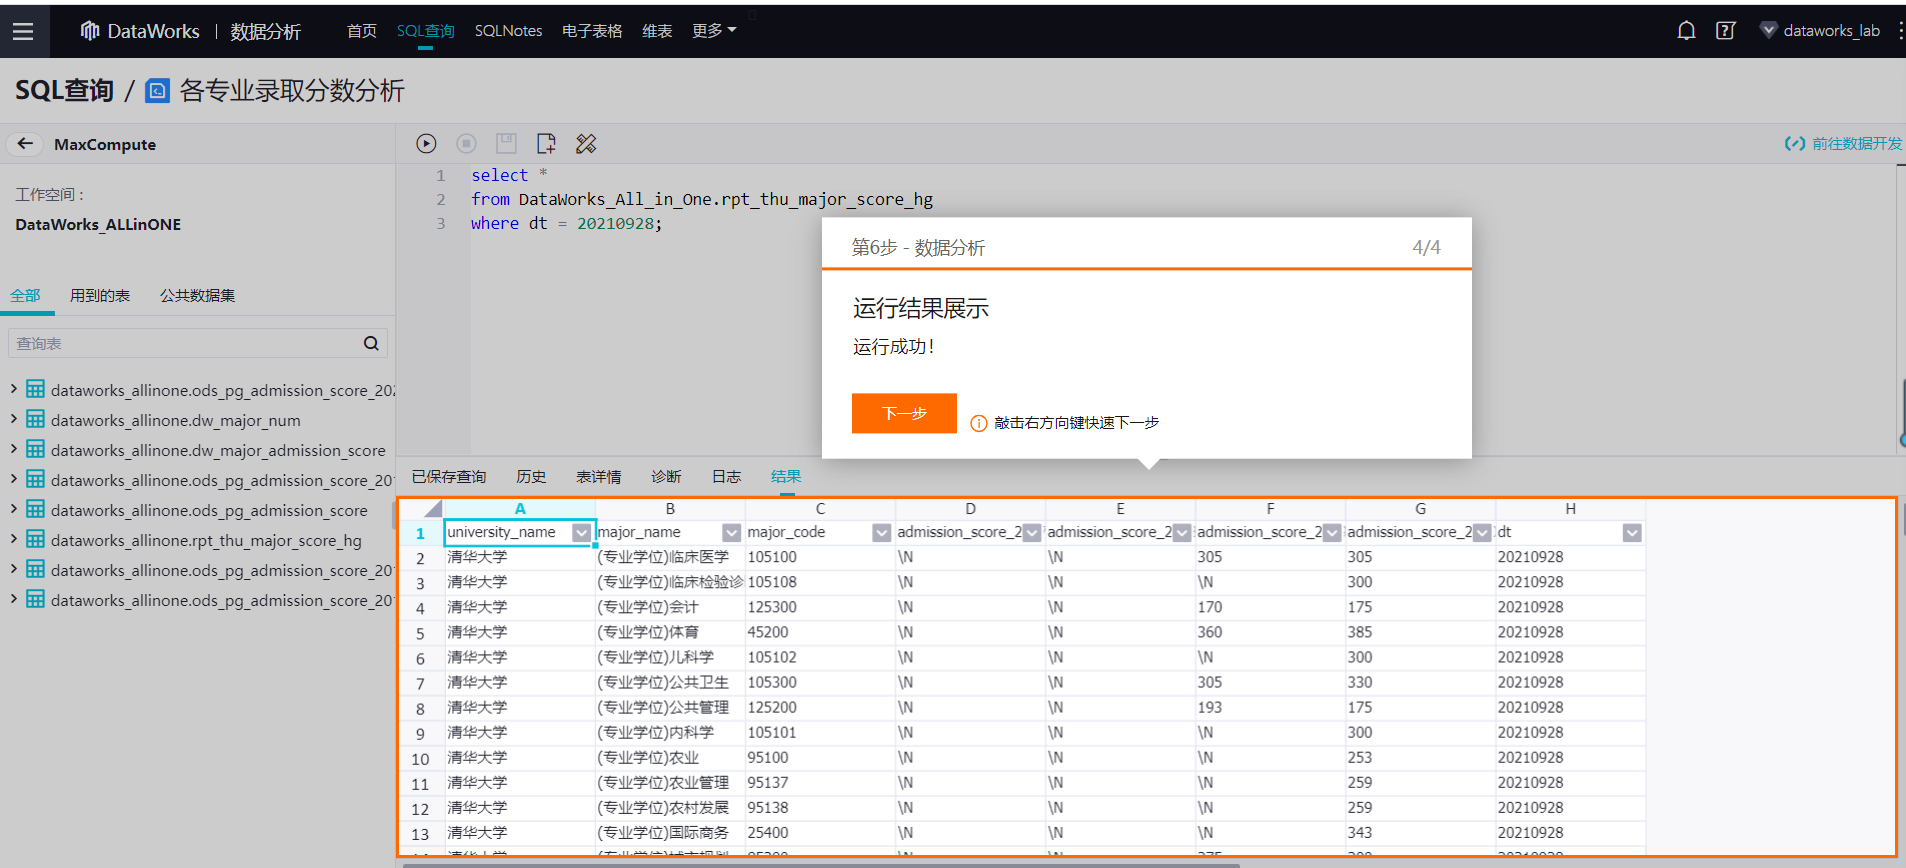 DataWorks | 数据分析 首页 SQL查询 SQLNotes 电子表格 维表 更多 dataworks_lab
SQL查询 / 各专业录取分数分析
MaxCompute
前往数据开发
工作空间：
DataWorks_ALLinONE
全部 用到的表 公共数据集
查询表
dataworks_allinone.ods_pg_admission_score_202
dataworks_allinone.dw_major_num
dataworks_allinone.dw_major_admission_score
dataworks_allinone.ods_pg_admission_score_201
dataworks_allinone.ods_pg_admission_score
dataworks_allinone.rpt_thu_major_score_hg
dataworks_allinone.ods_pg_admission_score_201
dataworks_allinone.ods_pg_admission_score_201
1 select *
2 from DataWorks_All_in_One.rpt_thu_major_score_hg
3 where dt = 20210928;
第6步 - 数据分析 4/4
运行结果展示
运行成功！
下一步 敲击右方向键快速下一步
已保存查询 历史 表详情 诊断 日志 结果
A B C D E F G H
1 university_name major_name major_code admission_score_2 admission_score_2 admission_score_2 admission_score_2 dt
2 清华大学 (专业学位)临床医学 105100 \N \N 305 305 20210928
3 清华大学 (专业学位)临床检验诊 105108 \N \N \N 300 20210928
4 清华大学 (专业学位)会计 125300 \N \N 170 175 20210928
5 清华大学 (专业学位)体育 45200 \N \N 360 385 20210928
6 清华大学 (专业学位)儿科学 105102 \N \N \N 300 20210928
7 清华大学 (专业学位)公共卫生 105300 \N \N 305 330 20210928
8 清华大学 (专业学位)公共管理 125200 \N \N 193 175 20210928
9 清华大学 (专业学位)内科学 105101 \N \N \N 300 20210928
10 清华大学 (专业学位)农业 95100 \N \N \N 253 20210928
11 清华大学 (专业学位)农业管理 95137 \N \N \N 259 20210928
12 清华大学 (专业学位)农村发展 95138 \N \N \N 259 20210928
13 清华大学 (专业学位)国际商务 25400 \N \N \N 343 20210928